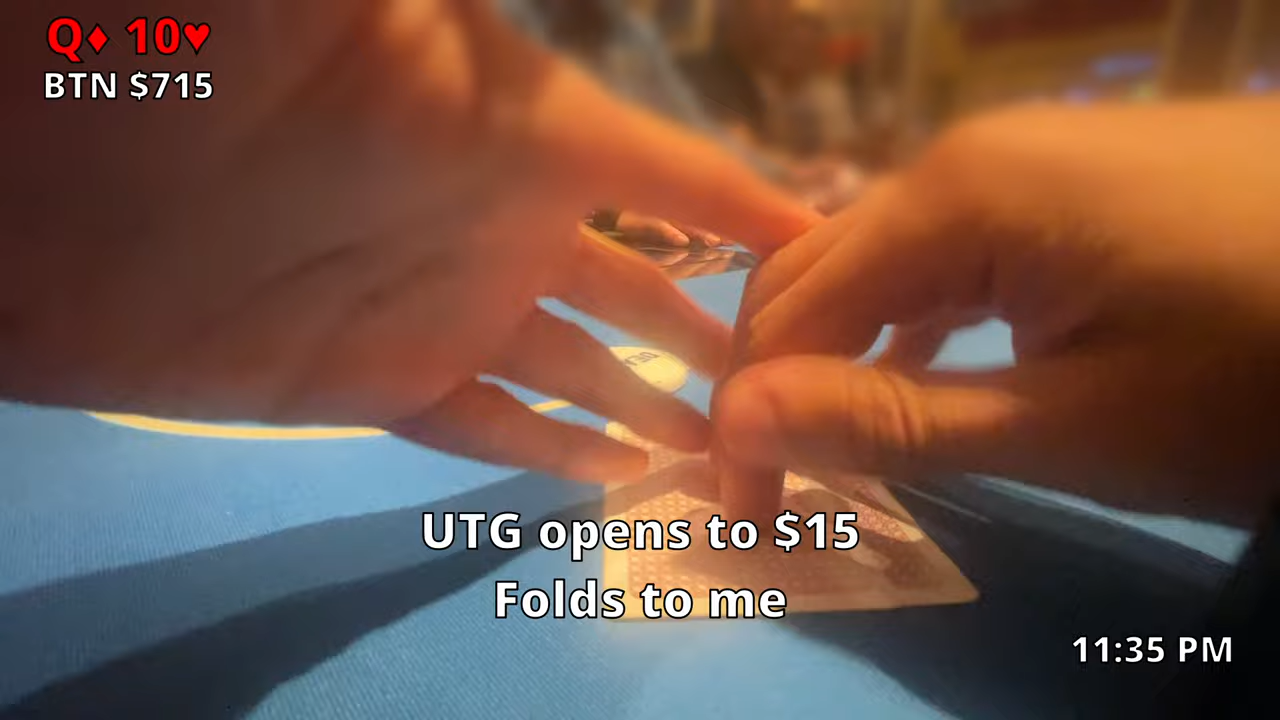 Q♦ 10♥
BTN $715
UTG opens to $15
Folds to me
11:35 PM